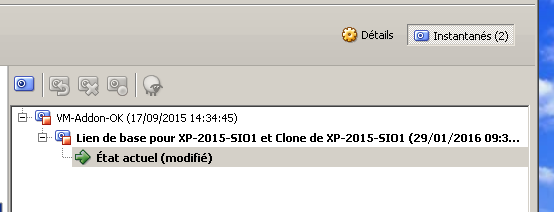 Détails
Instantanés (2)
VM-Addon-OK (17/09/2015 14:34:45)
Lien de base pour XP-2015-SIO1 et Clone de XP-2015-SIO1 (29/01/2016 09:3...
État actuel (modifié)